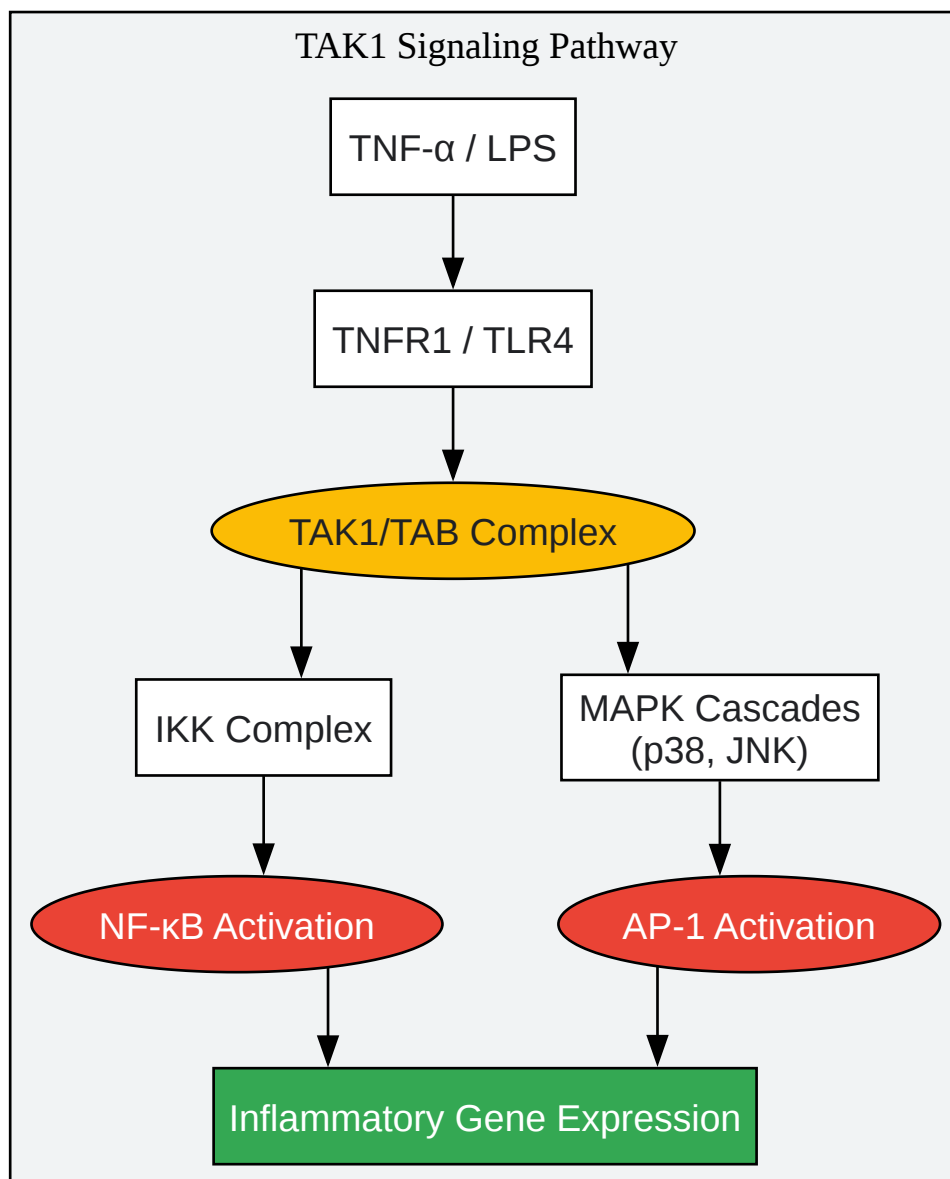 TAK1 Signaling Pathway
TNF-α / LPS
TNFR1 / TLR4
TAK1/TAB Complex
IKK Complex
MAPK Cascades
(p38, JNK)
NF-κB Activation
AP-1 Activation
Inflammatory Gene Expression